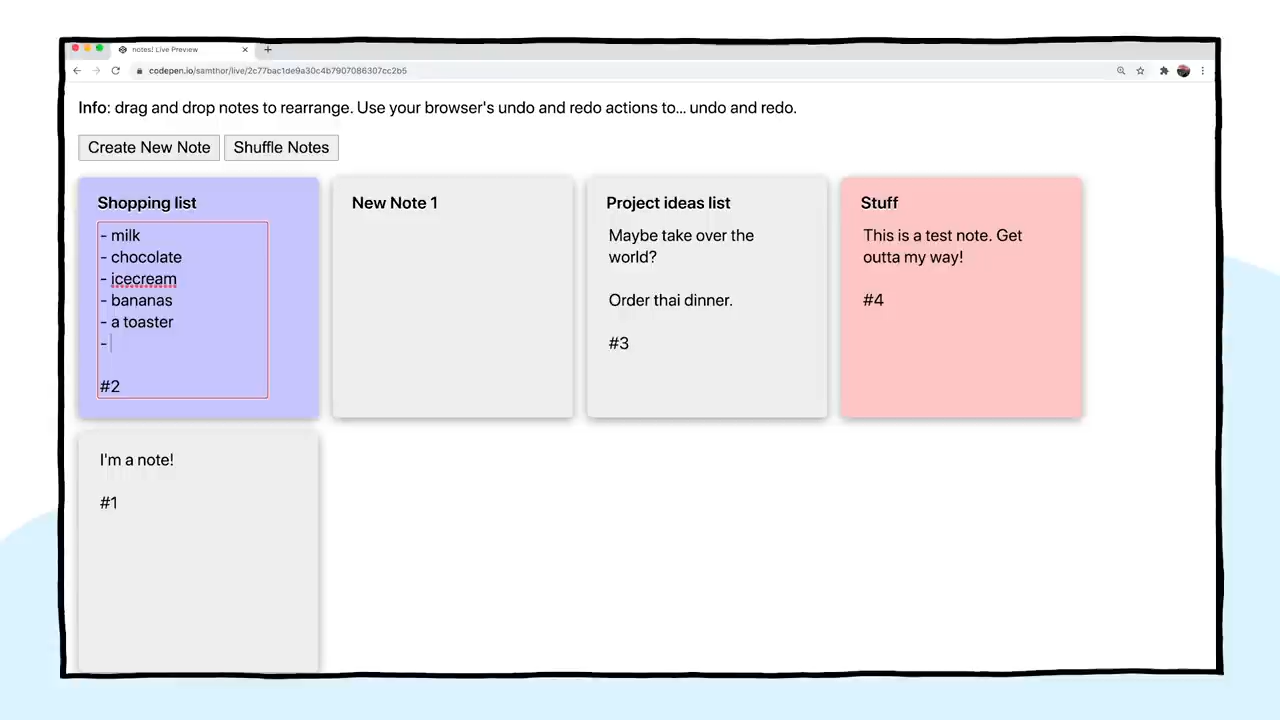 notes! Live Preview
codepen.io/samthor/live/2c77bac1de9a30c4b7907086307cc2b5
Info: drag and drop notes to rearrange. Use your browser's undo and redo actions to... undo and redo.
Create New Note
Shuffle Notes
Shopping list
- milk
- chocolate
- icecream
- bananas
- a toaster
-
#2
New Note 1
Project ideas list
Maybe take over the
world?
Order thai dinner.
#3
Stuff
This is a test note. Get
outta my way!
#4
I'm a note!
#1